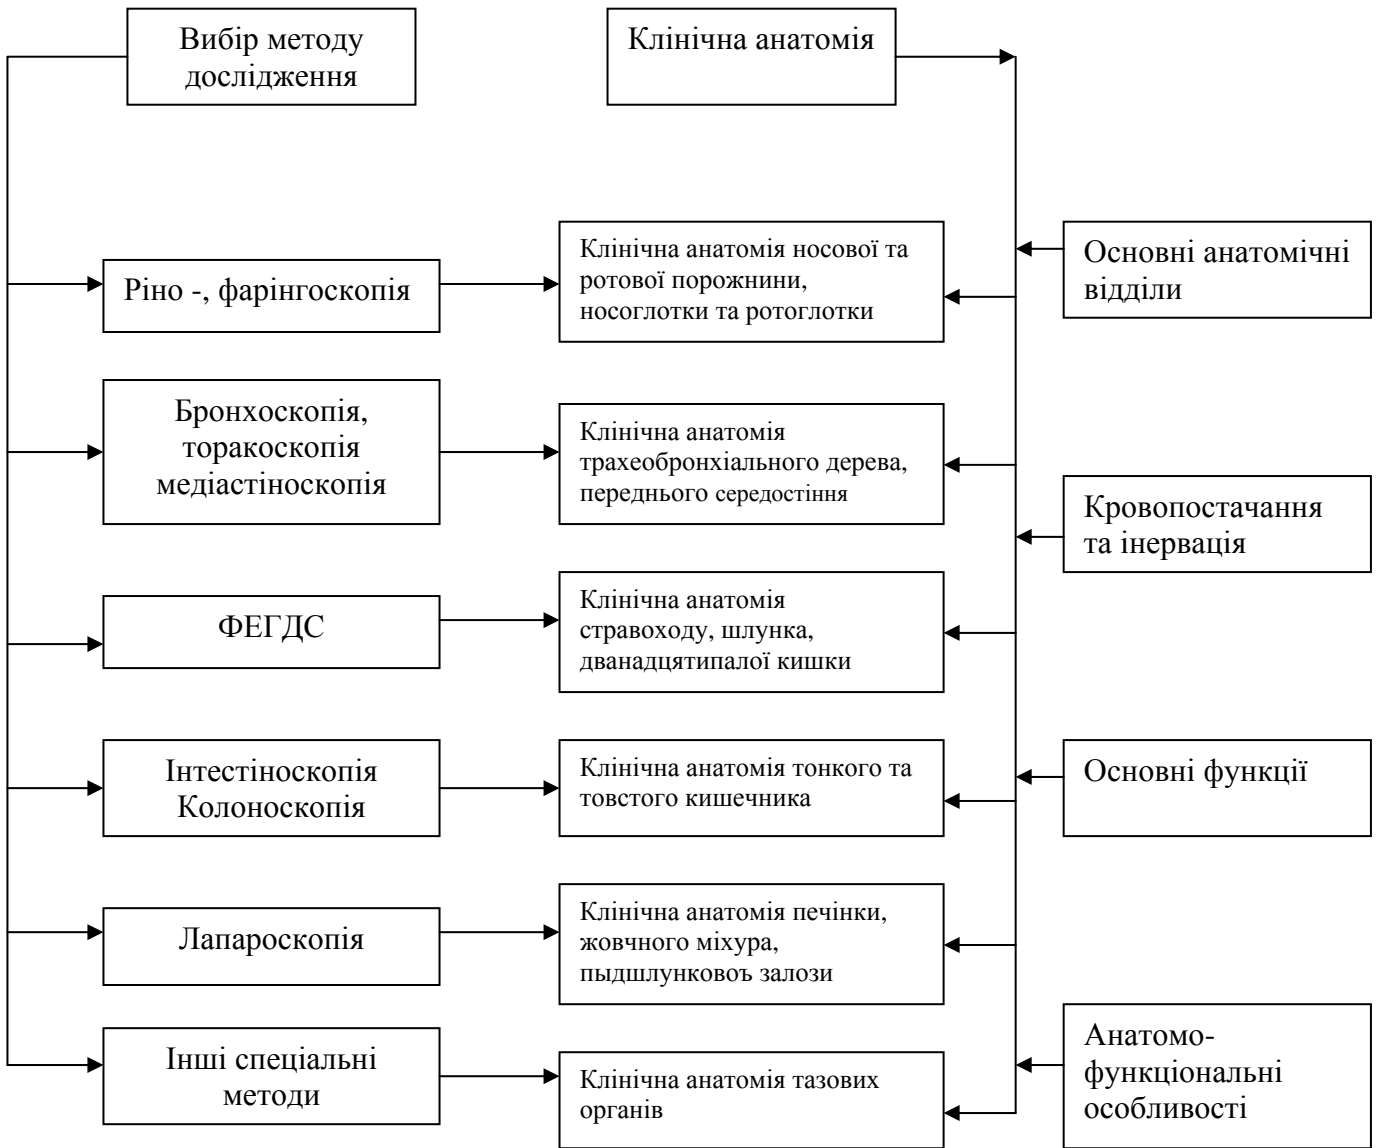 Вибір методу
дослідження
Клінічна анатомія
Ріно -, фарінгоскопія
Клінічна анатомія носової та
ротової порожнини,
носоглотки та ротоглотки
Основні анатомічні
відділи
Бронхоскопія,
торакоскопія
медіастіноскопія
Клінічна анатомія
трахеобронхіального дерева,
переднього середостіння
Кровопостачання
та інервація
ФЕГДС
Клінічна анатомія
стравоходу, шлунка,
дванадцятипалої кишки
Інтестіноскопія
Колоноскопія
Клінічна анатомія тонкого та
товстого кишечника
Основні функції
Лапароскопія
Клінічна анатомія печінки,
жовчного міхура,
пыдшлунковоъ залози
Інші спеціальні
методи
Клінічна анатомія тазових
органів
Анатомо-
функціональні
особливості